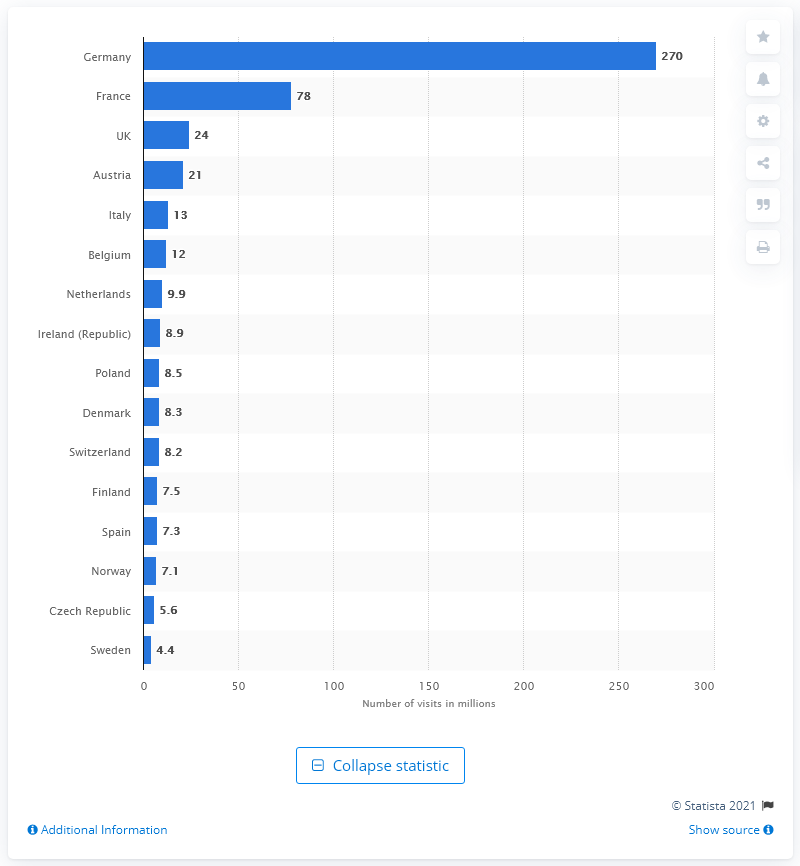 Germany 270
France 78
UK 24
Austria 21
Italy 13
Belgium 12
Netherlands 9.9
Ireland (Republic) 8.9
Poland 8.5
Denmark 8.3
Switzerland 8.2
Finland 7.5
Spain 7.3
Norway 7.1
Czech Republic 5.6
Sweden 4.4
0 50 100 150 200 250 300
Number of visits in millions
Collapse statistic
© Statista 2021
Additional Information Show source